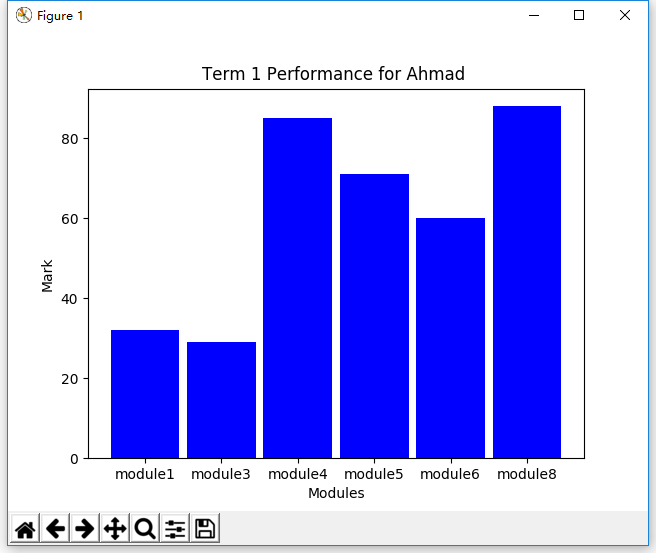 Figure 1
Term 1 Performance for Ahmad
80
60
40
20
0
Mark
module1 module3 module4 module5 module6 module8
Modules